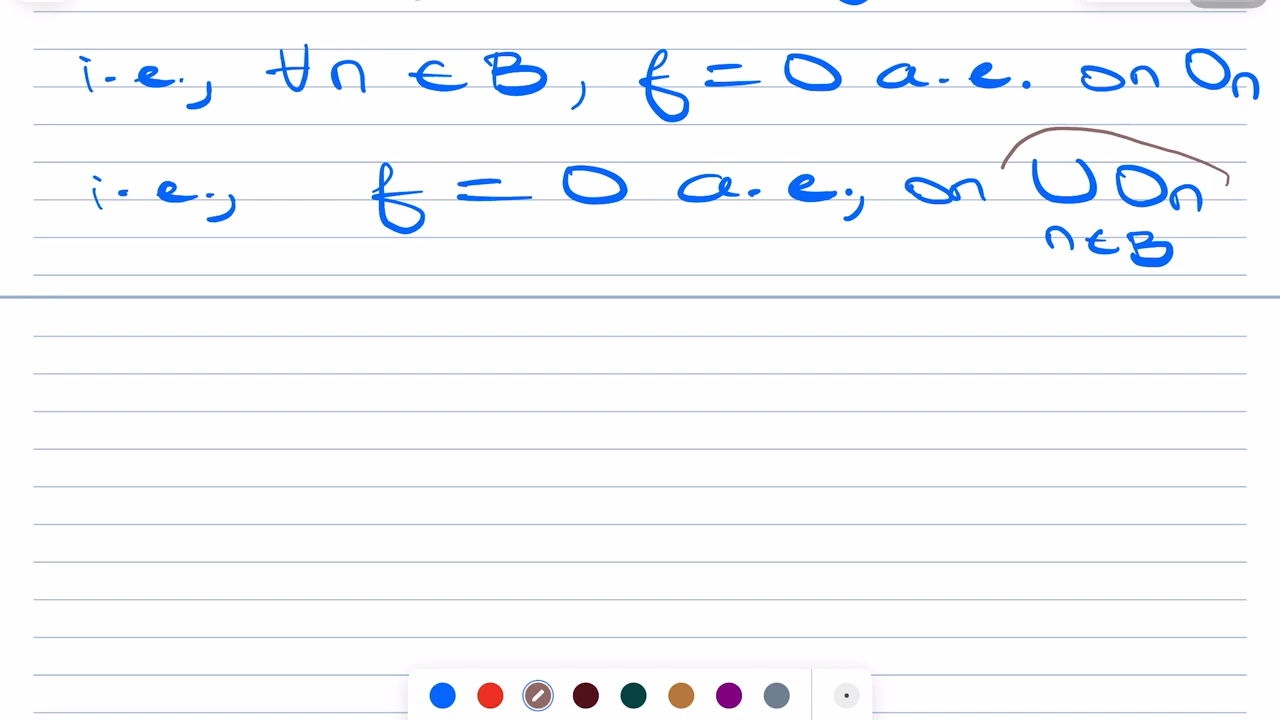 i.e., ∀n ∈ B, f = 0 a.e. on Oₙ
i.e., f = 0 a.e., on ∪ Oₙ
n ∈ B